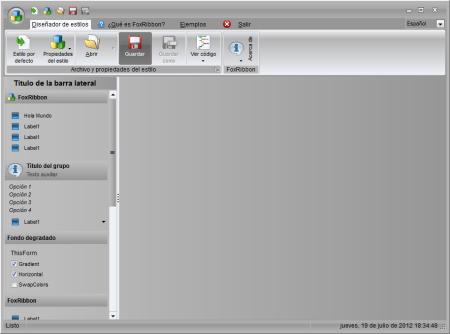 Diseñador de estilos
¿Qué es FoxRibbon?
Ejemplos
Salir
Español
Estilo por defecto
Propiedades del estilo
Abrir
Guardar
Guardar como
Ver código
Acerca de
Archivo y propiedades del estilo
FoxRibbon
Título de la barra lateral
FoxRibbon
Hola Mundo
Label1
Label1
Label1
Título del grupo
Texto auxiliar
Opción 1
Opción 2
Opción 3
Opción 4
Label1
Fondo degradado
ThisForm
Gradient
Horizontal
SwapColors
FoxRibbon
Label1
Listo
jueves, 19 de julio de 2012 18:34:48